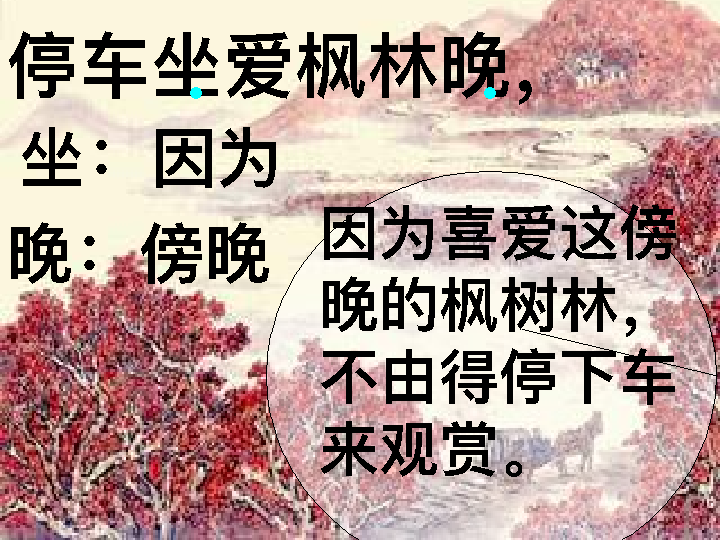 停车坐爱枫林晚，
坐：因为
晚：傍晚
因为喜爱这傍
晚的枫树林，
不由得停下车
来观赏。